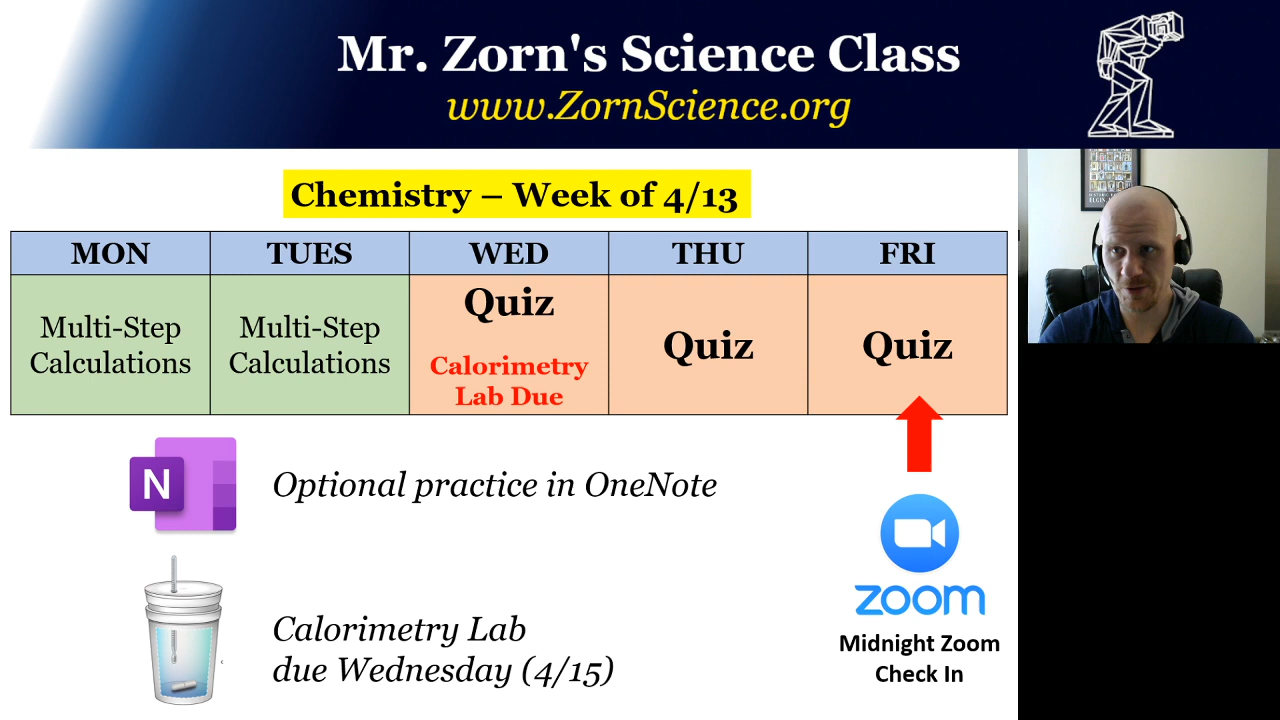 Mr. Zorn's Science Class
www.ZornScience.org
Chemistry – Week of 4/13
MON TUES WED THU FRI
Multi-Step
Calculations
Multi-Step
Calculations
Quiz
Calorimetry
Lab Due
Quiz
Quiz
N
Optional practice in OneNote
zoom
Midnight Zoom
Check In
Calorimetry Lab
due Wednesday (4/15)